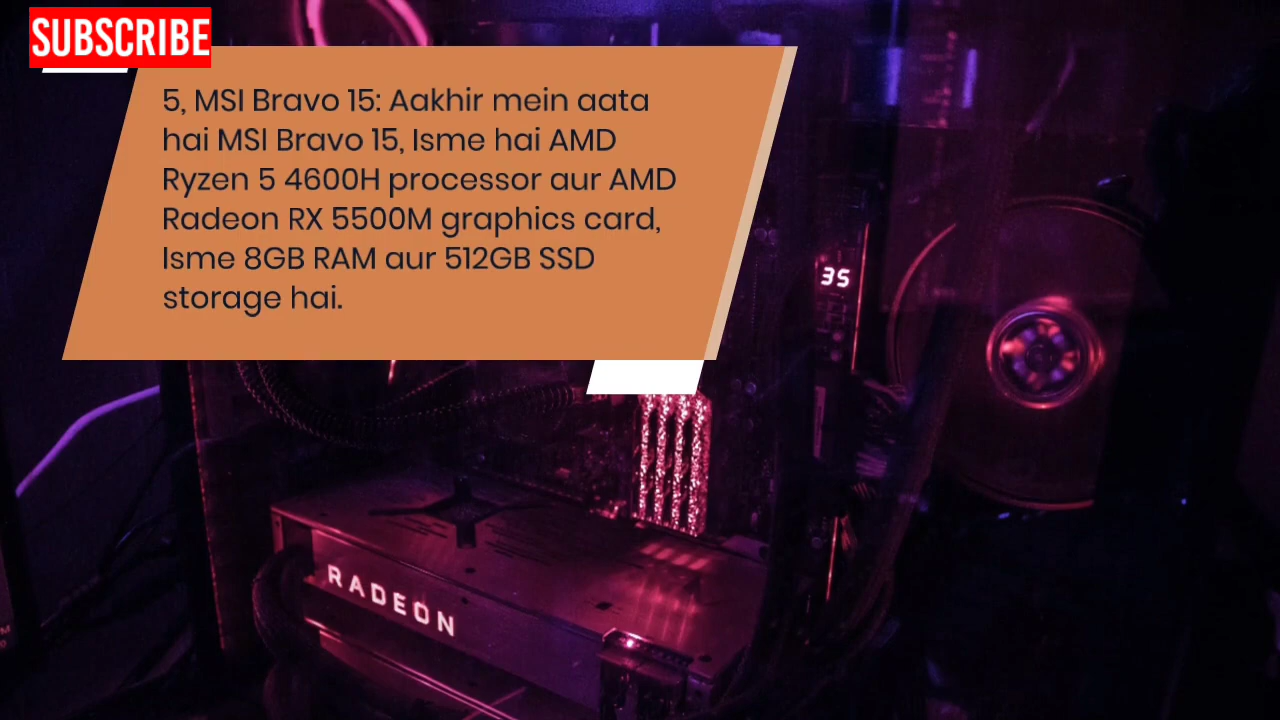 SUBSCRIBE
5, MSI Bravo 15: Aakhir mein aata
hai MSI Bravo 15, Isme hai AMD
Ryzen 5 4600H processor aur AMD
Radeon RX 5500M graphics card,
Isme 8GB RAM aur 512GB SSD
storage hai.
35
RADEON